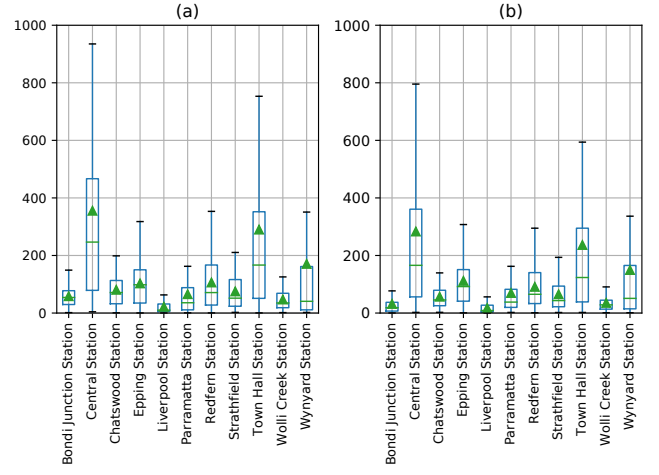 (a)
1000
800
600
400
200
0
Bondi Junction Station
Central Station
Chatswood Station
Epping Station
Liverpool Station
Parramatta Station
Redfern Station
Strathfield Station
Town Hall Station
Wolli Creek Station
Wynyard Station
(b)
1000
800
600
400
200
0
Bondi Junction Station
Central Station
Chatswood Station
Epping Station
Liverpool Station
Parramatta Station
Redfern Station
Strathfield Station
Town Hall Station
Wolli Creek Station
Wynyard Station